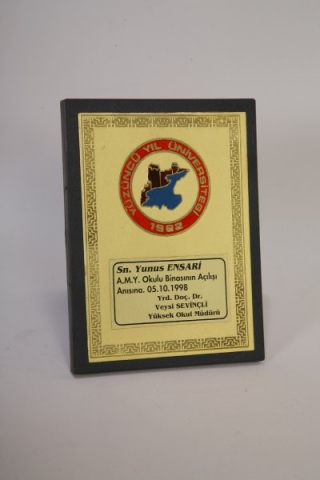 YÜZÜNCÜ YIL ÜNİVERSİTESİ
1982
Sn. Yunus ENSARİ
A.M.Y. Okulu Binasının Açılışı
Anısına. 05.10.1998
Yrd. Doç. Dr.
Veysi SEVİNÇLİ
Yüksek Okul Müdürü